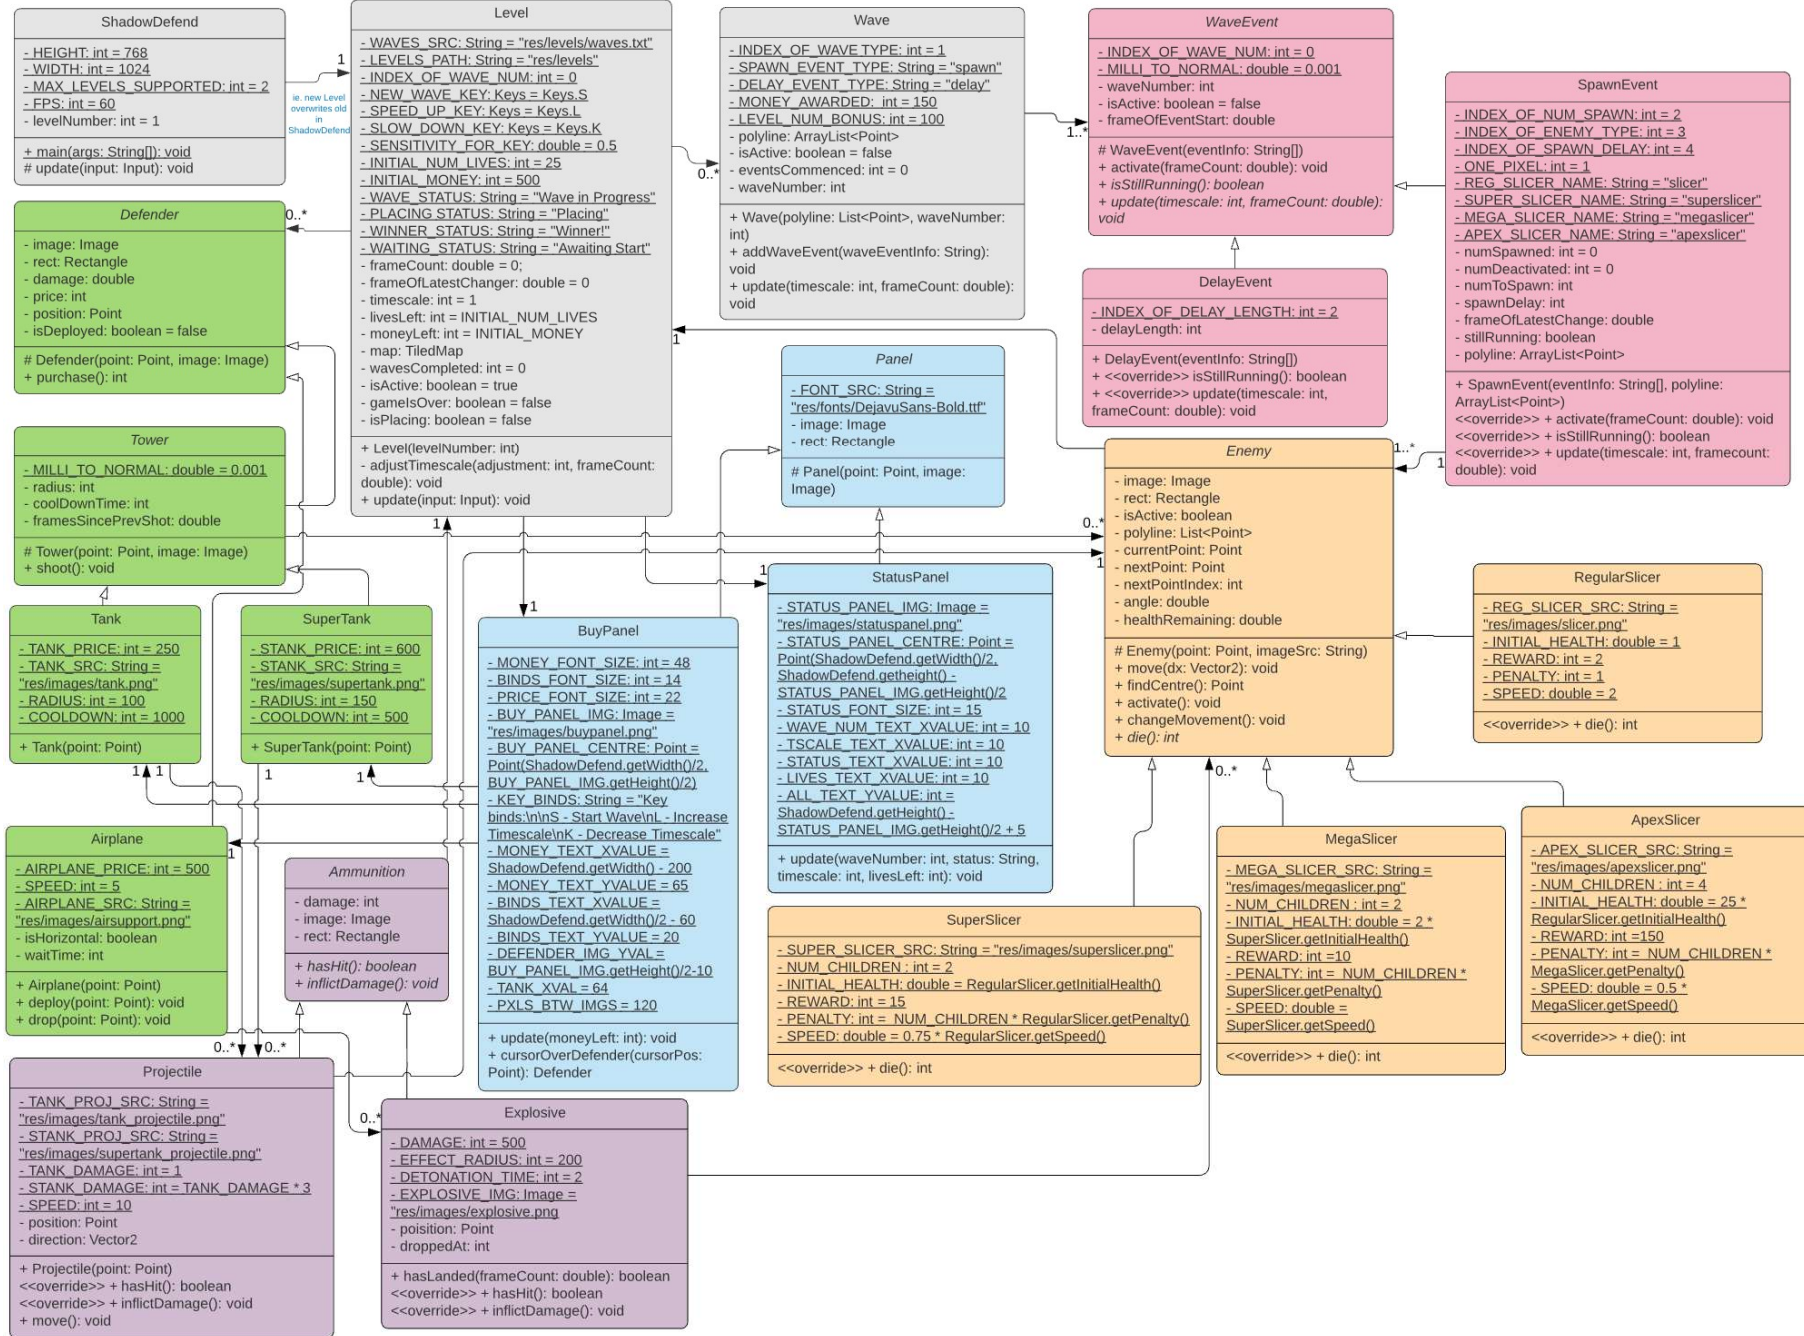 ShadowDefend
- HEIGHT: int = 768
- WIDTH: int = 1024
- MAX_LEVELS_SUPPORTED: int = 2
- FPS: int = 60
- levelNumber: int = 1
+ main(args: String[]): void
# update(input: Input): void
1
ie. new Level
overwrites old
in
ShadowDefend
Level
- WAVES_SRC: String = "res/levels/waves.txt"
- LEVELS_PATH: String = "res/levels"
- INDEX_OF_WAVE_NUM: int = 0
- NEW_WAVE_KEY: Keys = Keys.S
- SPEED_UP_KEY: Keys = Keys.L
- SLOW_DOWN_KEY: Keys = Keys.K
- SENSITIVITY_FOR_KEY: double = 0.5
- INITIAL_NUM_LIVES: int = 25
- INITIAL_MONEY: int = 500
- WAVE_STATUS: String = "Wave in Progress"
- PLACING_STATUS: String = "Placing"
- WINNER_STATUS: String = "Winner!"
- WAITING_STATUS: String = "Awaiting Start"
- frameCount: double = 0;
- frameOfLatestChanger: double = 0
- timescale: int = 1
- livesLeft: int = INITIAL_NUM_LIVES
- moneyLeft: int = INITIAL_MONEY
- map: TiledMap
- wavesCompleted: int = 0
- isActive: boolean = true
- gameIsOver: boolean = false
- isPlacing: boolean = false
+ Level(levelNumber: int)
- adjustTimescale(adjustment: int, frameCount:
double): void
+ update(input: Input): void
0..*
Wave
- INDEX_OF_WAVE TYPE: int = 1
- SPAWN_EVENT_TYPE: String = "spawn"
- DELAY_EVENT_TYPE: String = "delay"
- MONEY_AWARDED:  int = 150
- LEVEL_NUM_BONUS: int = 100
- polyline: ArrayList<Point>
- isActive: boolean = false
- eventsCommenced: int = 0
- waveNumber: int
+ Wave(polyline: List<Point>, waveNumber:
int)
+ addWaveEvent(waveEventInfo: String):
void
+ update(timescale: int, frameCount: double):
void
1..*
WaveEvent
- INDEX_OF_WAVE_NUM: int = 0
- MILLI_TO_NORMAL: double = 0.001
- waveNumber: int
- isActive: boolean = false
- frameOfEventStart: double
# WaveEvent(eventInfo: String[])
+ activate(frameCount: double): void
+ isStillRunning(): boolean
+ update(timescale: int, frameCount: double):
void
SpawnEvent
- INDEX_OF_NUM_SPAWN: int = 2
- INDEX_OF_ENEMY_TYPE: int = 3
- INDEX_OF_SPAWN_DELAY: int = 4
- ONE_PIXEL: int = 1
- REG_SLICER_NAME: String = "slicer"
- SUPER_SLICER_NAME: String = "superslicer"
- MEGA_SLICER_NAME: String = "megaslicer"
- APEX_SLICER_NAME: String = "apexslicer"
- numSpawned: int = 0
- numDeactivated: int = 0
- numToSpawn: int
- spawnDelay: int
- frameOfLatestChange: double
- stillRunning: boolean
- polyline: ArrayList<Point>
+ SpawnEvent(eventInfo: String[], polyline:
ArrayList<Point>)
<<override>> + activate(frameCount: double): void
<<override>> + isStillRunning(): boolean
<<override>> + update(timescale: int, framecount:
double): void
1..*
1
DelayEvent
- INDEX_OF_DELAY_LENGTH: int = 2
- delayLength: int
+ DelayEvent(eventInfo: String[])
+ <<override>> isStillRunning(): boolean
+ <<override>> update(timescale: int,
frameCount: double): void
Defender
- image: Image
- rect: Rectangle
- damage: double
- price: int
- position: Point
- isDeployed: boolean = false
# Defender(point: Point, image: Image)
+ purchase(): int
0..*
1
Panel
- FONT_SRC: String =
"res/fonts/DejavuSans-Bold.ttf"
- image: Image
- rect: Rectangle
# Panel(point: Point, image:
Image)
Tower
- MILLI_TO_NORMAL: double = 0.001
- radius: int
- coolDownTime: int
- framesSincePrevShot: double
# Tower(point: Point, image: Image)
+ shoot(): void
1
0..*
1
Enemy
- image: Image
- rect: Rectangle
- isActive: boolean
- polyline: List<Point>
- currentPoint: Point
- nextPoint: Point
- nextPointIndex: int
- angle: double
- healthRemaining: double
# Enemy(point: Point, imageSrc: String)
+ move(dx: Vector2): void
+ findCentre(): Point
+ activate(): void
+ changeMovement(): void
+ die(): int
RegularSlicer
- REG_SLICER_SRC: String =
"res/images/slicer.png"
- INITIAL_HEALTH: double = 1
- REWARD: int = 2
- PENALTY: int = 1
- SPEED: double = 2
<<override>> + die(): int
Tank
- TANK_PRICE: int = 250
- TANK_SRC: String =
"res/images/tank.png"
- RADIUS: int = 100
- COOLDOWN: int = 1000
+ Tank(point: Point)
1
1
SuperTank
- STANK_PRICE: int = 600
- STANK_SRC: String =
"res/images/supertank.png"
- RADIUS: int = 150
- COOLDOWN: int = 500
+ SuperTank(point: Point)
1
1
1
BuyPanel
- MONEY_FONT_SIZE: int = 48
- BINDS_FONT_SIZE: int = 14
- PRICE_FONT_SIZE: int = 22
- BUY_PANEL_IMG: Image =
"res/images/buypanel.png"
- BUY_PANEL_CENTRE: Point =
Point(ShadowDefend.getWidth()/2,
BUY_PANEL_IMG.getHeight()/2)
- KEY_BINDS: String = "Key
binds:\n\nS - Start Wave\nL - Increase
Timescale\nK - Decrease Timescale"
- MONEY_TEXT_XVALUE =
ShadowDefend.getWidth() - 200
- MONEY_TEXT_YVALUE = 65
- BINDS_TEXT_XVALUE =
ShadowDefend.getWidth()/2 - 60
- BINDS_TEXT_YVALUE = 20
- DEFENDER_IMG_YVAL =
BUY_PANEL_IMG.getHeight()/2-10
- TANK_XVAL = 64
- PXLS_BTW_IMGS = 120
+ update(moneyLeft: int): void
+ cursorOverDefender(cursorPos:
Point): Defender
1
StatusPanel
- STATUS_PANEL_IMG: Image =
"res/images/statuspanel.png"
- STATUS_PANEL_CENTRE: Point =
Point(ShadowDefend.getWidth()/2,
ShadowDefend.getheight() -
STATUS_PANEL_IMG.getHeight()/2
- STATUS_FONT_SIZE: int = 15
- WAVE_NUM_TEXT_XVALUE: int = 10
- TSCALE_TEXT_XVALUE: int = 10
- STATUS_TEXT_XVALUE: int = 10
- LIVES_TEXT_XVALUE: int = 10
- ALL_TEXT_YVALUE: int =
ShadowDefend.getHeight() -
STATUS_PANEL_IMG.getHeight()/2 + 5
+ update(waveNumber: int, status: String,
timescale: int, livesLeft: int): void
0..*
Airplane
- AIRPLANE_PRICE: int = 500
- SPEED: int = 5
- AIRPLANE_SRC: String =
"res/images/airsupport.png"
- isHorizontal: boolean
- waitTime: int
+ Airplane(point: Point)
+ deploy(point: Point): void
+ drop(point: Point): void
1
Ammunition
- damage: int
- image: Image
- rect: Rectangle
+ hasHit(): boolean
+ inflictDamage(): void
SuperSlicer
- SUPER_SLICER_SRC: String = "res/images/superslicer.png"
- NUM_CHILDREN : int = 2
- INITIAL_HEALTH: double = RegularSlicer.getInitialHealth()
- REWARD: int = 15
- PENALTY: int =  NUM_CHILDREN * RegularSlicer.getPenalty()
- SPEED: double = 0.75 * RegularSlicer.getSpeed()
<<override>> + die(): int
MegaSlicer
- MEGA_SLICER_SRC: String =
"res/images/megaslicer.png"
- NUM_CHILDREN : int = 2
- INITIAL_HEALTH: double = 2 *
SuperSlicer.getInitialHealth()
- REWARD: int =10
- PENALTY: int =  NUM_CHILDREN *
SuperSlicer.getPenalty()
- SPEED: double =
SuperSlicer.getSpeed()
<<override>> + die(): int
ApexSlicer
- APEX_SLICER_SRC: String =
"res/images/apexslicer.png"
- NUM_CHILDREN : int = 4
- INITIAL_HEALTH: double = 25 *
RegularSlicer.getInitialHealth()
- REWARD: int =150
- PENALTY: int =  NUM_CHILDREN *
MegaSlicer.getPenalty()
- SPEED: double = 0.5 *
MegaSlicer.getSpeed()
<<override>> + die(): int
0..*
0..*
Projectile
- TANK_PROJ_SRC: String =
"res/images/tank_projectile.png"
- STANK_PROJ_SRC: String =
"res/images/supertank_projectile.png"
- TANK_DAMAGE: int = 1
- STANK_DAMAGE: int = TANK_DAMAGE * 3
- SPEED: int = 10
- position: Point
- direction: Vector2
+ Projectile(point: Point)
<<override>> + hasHit(): boolean
<<override>> + inflictDamage(): void
+ move(): void
0..*
Explosive
- DAMAGE: int = 500
- EFFECT_RADIUS: int = 200
- DETONATION_TIME: int = 2
- EXPLOSIVE_IMG: Image =
"res/images/explosive.png
- poisition: Point
- droppedAt: int
+ hasLanded(frameCount: double): boolean
<<override>> + hasHit(): boolean
<<override>> + inflictDamage(): void